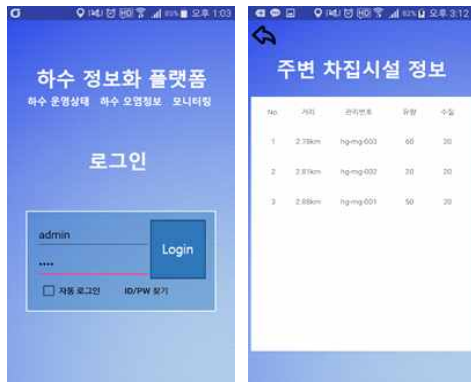 오후 1:03
하수 정보화 플랫폼
하수 운영상태 하수 오염정보 모니터링
로그인
admin
••••
Login
자동 로그인 ID/PW 찾기
오후 3:12
주변 차집시설 정보
No. 거리 관리번호 유량 수질
1 2.78km hg-mg-003 60 20
2 2.81km hg-mg-002 20 20
3 2.88km hg-mg-001 50 20